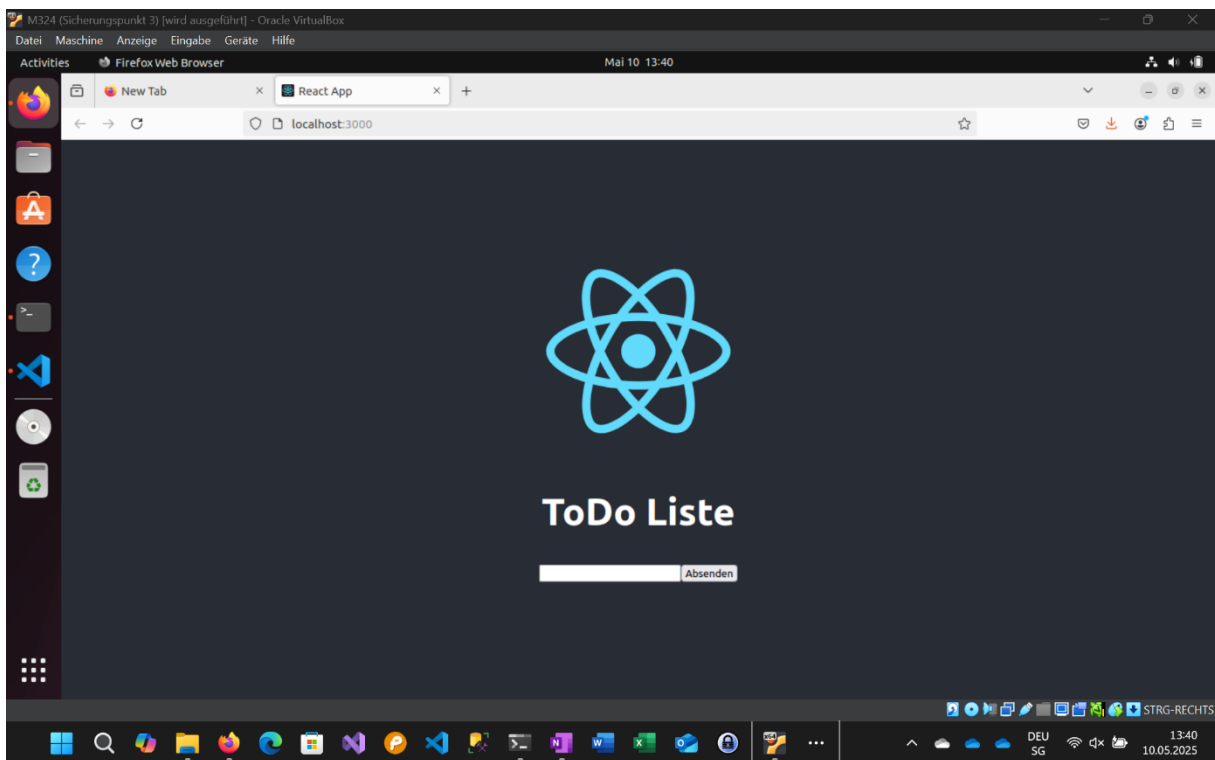 M324 (Sicherungspunkt 3) [wird ausgeführt] - Oracle VirtualBox
Datei Maschine Anzeige Eingabe Geräte Hilfe
Activities Firefox Web Browser Mai 10 13:40
New Tab React App
localhost:3000
ToDo Liste
Absenden
STRG-RECHTS
DEU
SG
13:40
10.05.2025